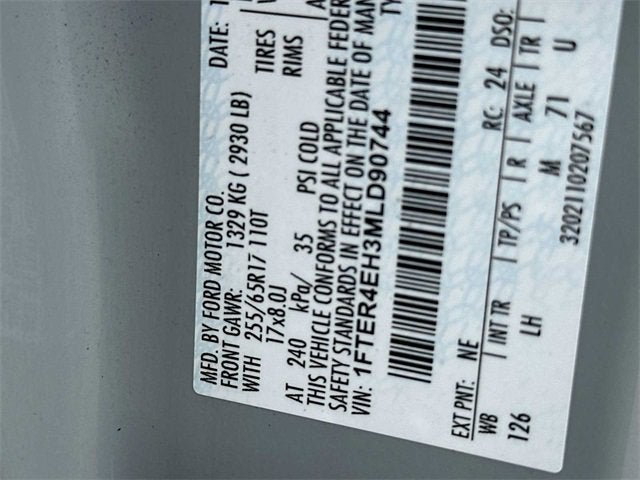 MFD. BY FORD MOTOR CO. DATE: 1
FRONT GAWR: 1329 KG ( 2930 LB)
WITH 255/65R17 110T TIRES
17x8.0J RIMS
AT 240 kPa/ 35 PSI COLD
THIS VEHICLE CONFORMS TO ALL APPLICABLE FEDER
SAFETY STANDARDS IN EFFECT ON THE DATE OF MAN
VIN: 1FTER4EH3MLD90744 TY
EXT PNT: NE RC: 24 DSO:
WB | INT TR | TP/PS | R | AXLE | TR |
126 LH M 71 U
3202110207567